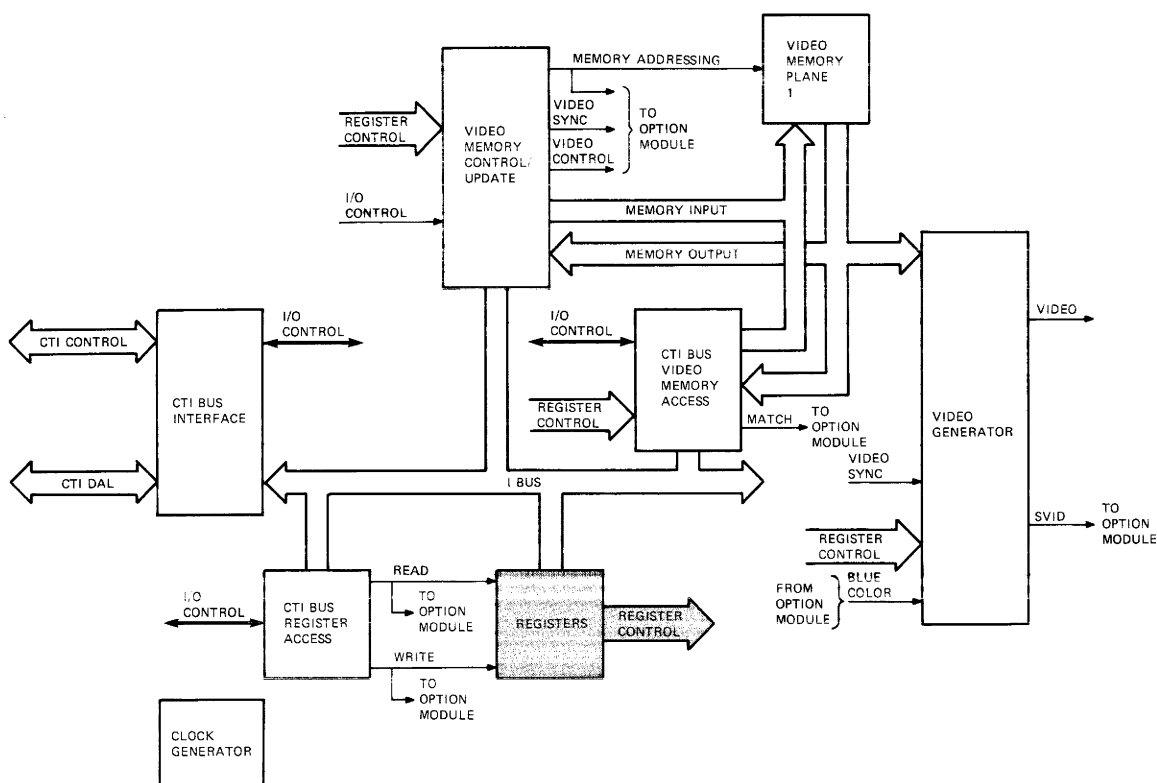 VIDEO
MEMORY
PLANE
1
MEMORY ADDRESSING
VIDEO
SYNC
VIDEO
CONTROL
TO
OPTION
MODULE
REGISTER
CONTROL
VIDEO
MEMORY
CONTROL/
UPDATE
I/O
CONTROL
MEMORY INPUT
MEMORY OUTPUT
CTI CONTROL
I/O
CONTROL
CTI BUS
INTERFACE
CTI DAL
I/O
CONTROL
CTI BUS
VIDEO
MEMORY
ACCESS
REGISTER
CONTROL
MATCH
TO
OPTION
MODULE
VIDEO
VIDEO
GENERATOR
VIDEO
SYNC
SVID
TO
OPTION
MODULE
REGISTER
CONTROL
FROM
OPTION
MODULE
BLUE
COLOR
I BUS
I/O
CONTROL
CTI BUS
REGISTER
ACCESS
READ
TO
OPTION
MODULE
WRITE
TO
OPTION
MODULE
REGISTERS
REGISTER
CONTROL
CLOCK
GENERATOR